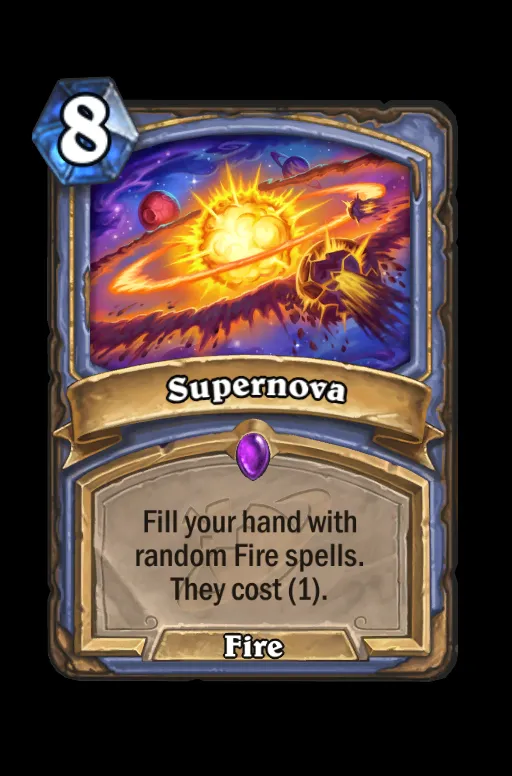 8
Supernova
Fill your hand with
random Fire spells.
They cost (1).
Fire